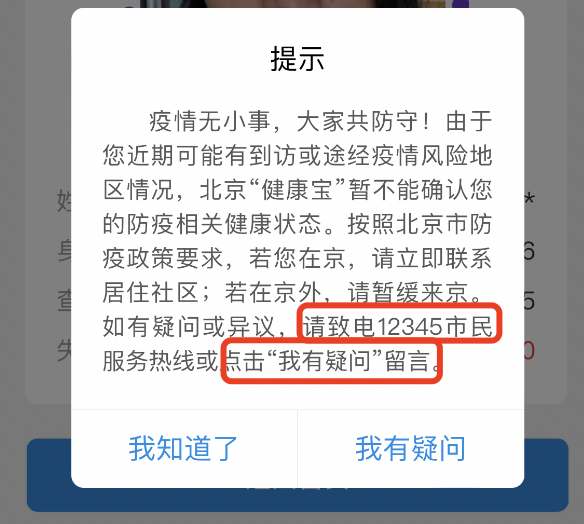 提示
疫情无小事，大家共防守！由于
您近期可能有到访或途经疫情风险地
区情况，北京“健康宝”暂不能确认您
的防疫相关健康状态。按照北京市防
疫政策要求，若您在京，请立即联系
居住社区；若在京外，请暂缓来京。
如有疑问或异议，请致电12345市民
服务热线或点击“我有疑问”留言。
我知道了
我有疑问
*
6
5
0